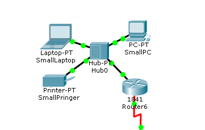 Laptop-PT
SmallLaptop
PC-PT
SmallPC
Hub-PT
Hub0
Printer-PT
SmallPringer
1841
Router6